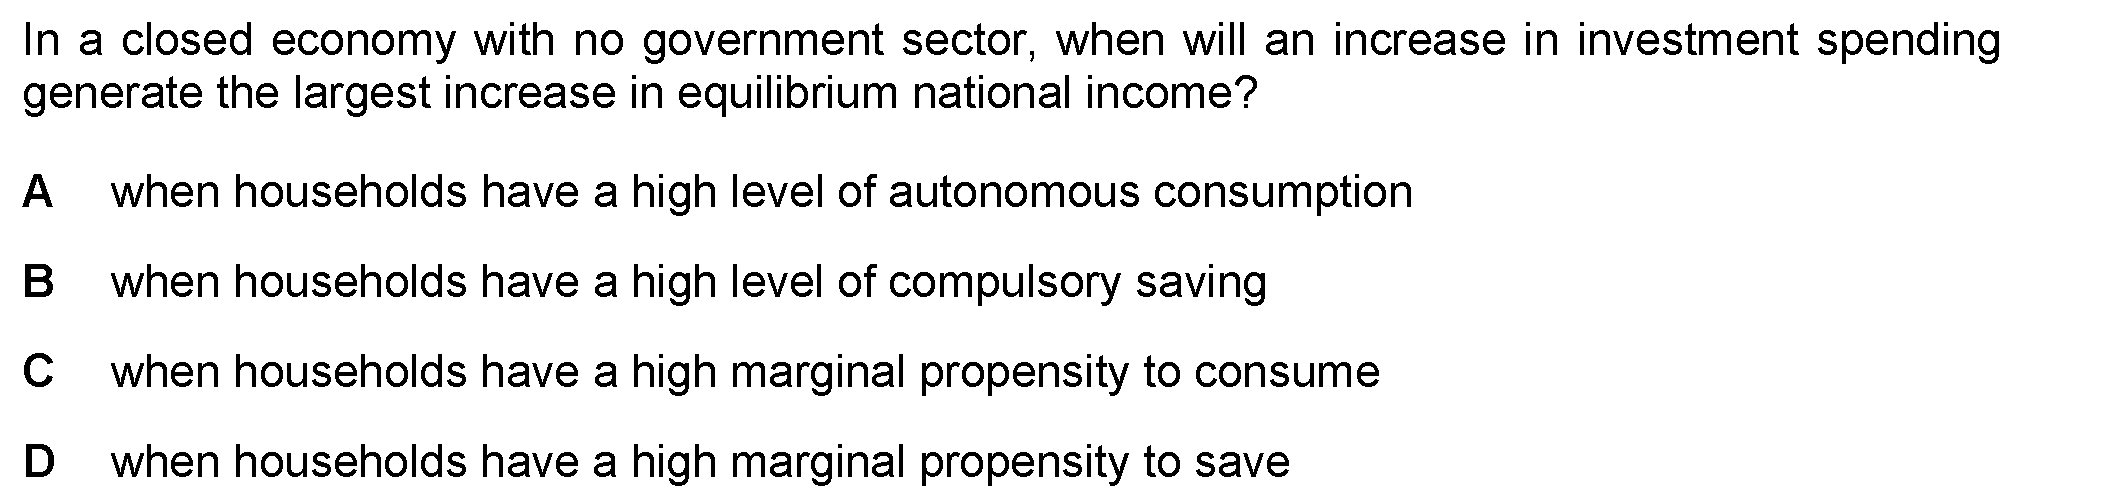 In a closed economy with no government sector, when will an increase in investment spending
generate the largest increase in equilibrium national income?
A when households have a high level of autonomous consumption
B when households have a high level of compulsory saving
C when households have a high marginal propensity to consume
D when households have a high marginal propensity to save